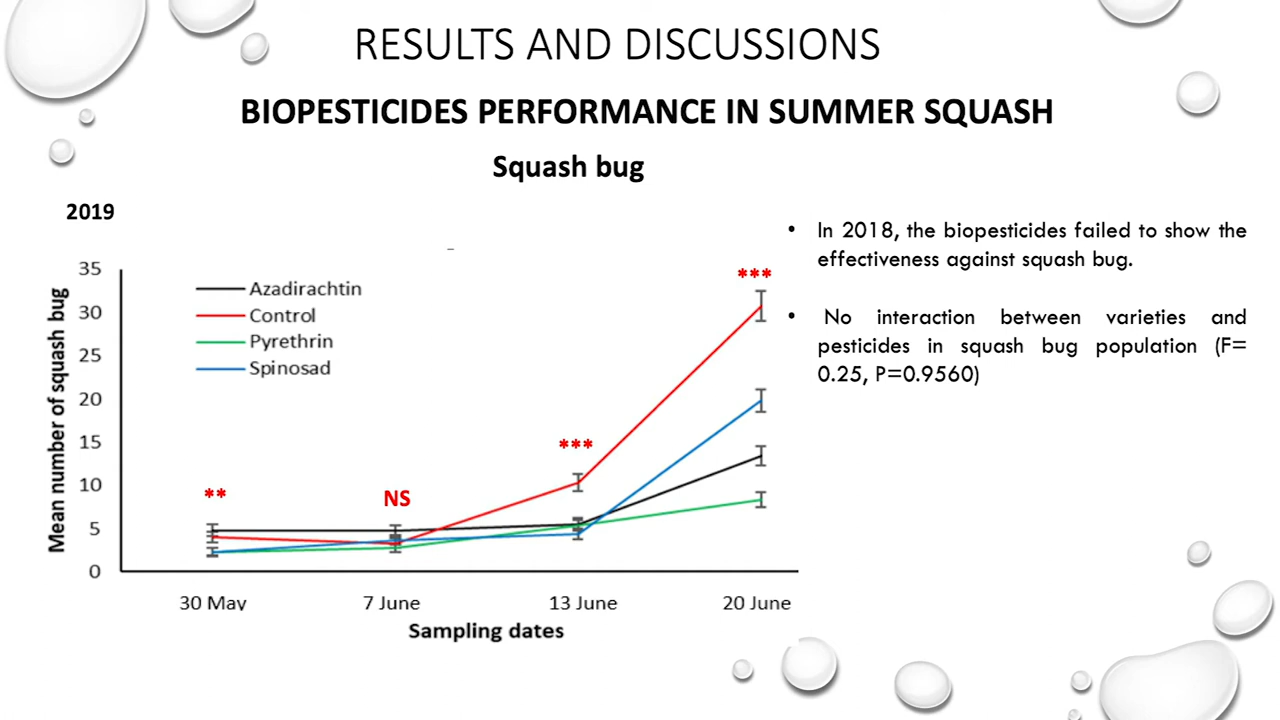 RESULTS AND DISCUSSIONS
BIOPESTICIDES PERFORMANCE IN SUMMER SQUASH
Squash bug
2019
• In 2018, the biopesticides failed to show the
effectiveness against squash bug.
• No interaction between varieties and
pesticides in squash bug population (F=
0.25, P=0.9560)
Mean number of squash bug
35
30
25
20
15
10
5
0
Azadirachtin
Control
Pyrethrin
Spinosad
**
NS
***
***
30 May
7 June
13 June
20 June
Sampling dates